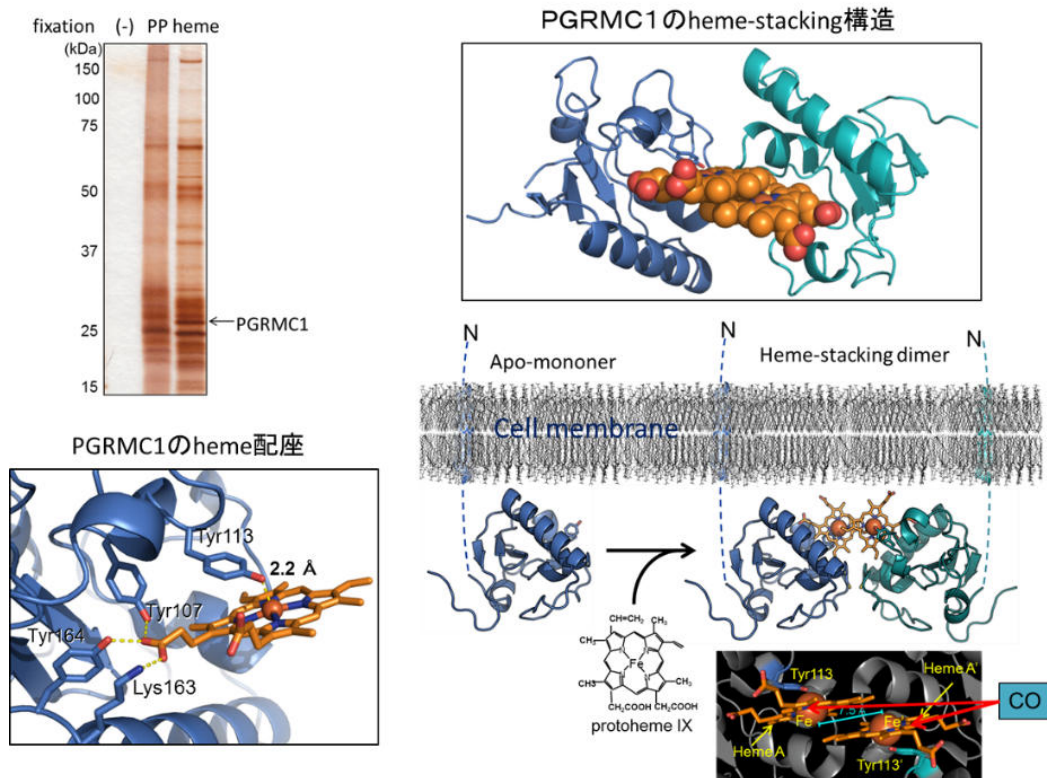 fixation (-) PP heme
(kDa)
150
100
75
50
37
25
15
PGRMC1
PGRMC1のheme配座
Tyr113
2.2 Å
Tyr107
Tyr164
Lys163
PGRMC1のheme-stacking構造
N
N
N
Apo-mononer
Heme-stacking dimer
Cell membrane
CH=CH₂
CH₃
CH₃
Fe
CH3
CH₃
CH₂COOH CH₂COOH
protoheme IX
Tyr113
Heme A'
CO
Fe
7.5 Å
Fe
Heme A
Tyr113'